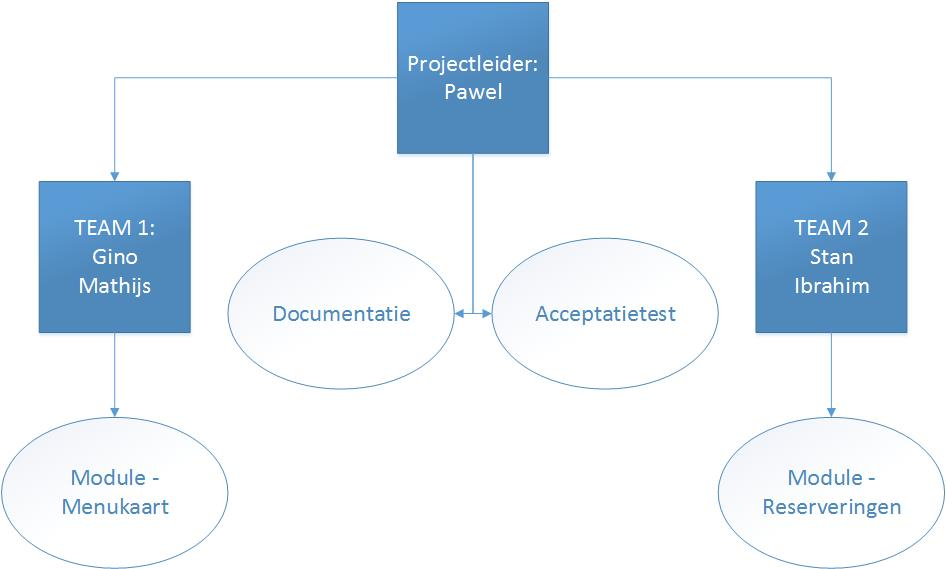 Projectleider:
Pawel
TEAM 1:
Gino
Mathijs
TEAM 2
Stan
Ibrahim
Documentatie
Acceptatietest
Module -
Menukaart
Module -
Reserveringen